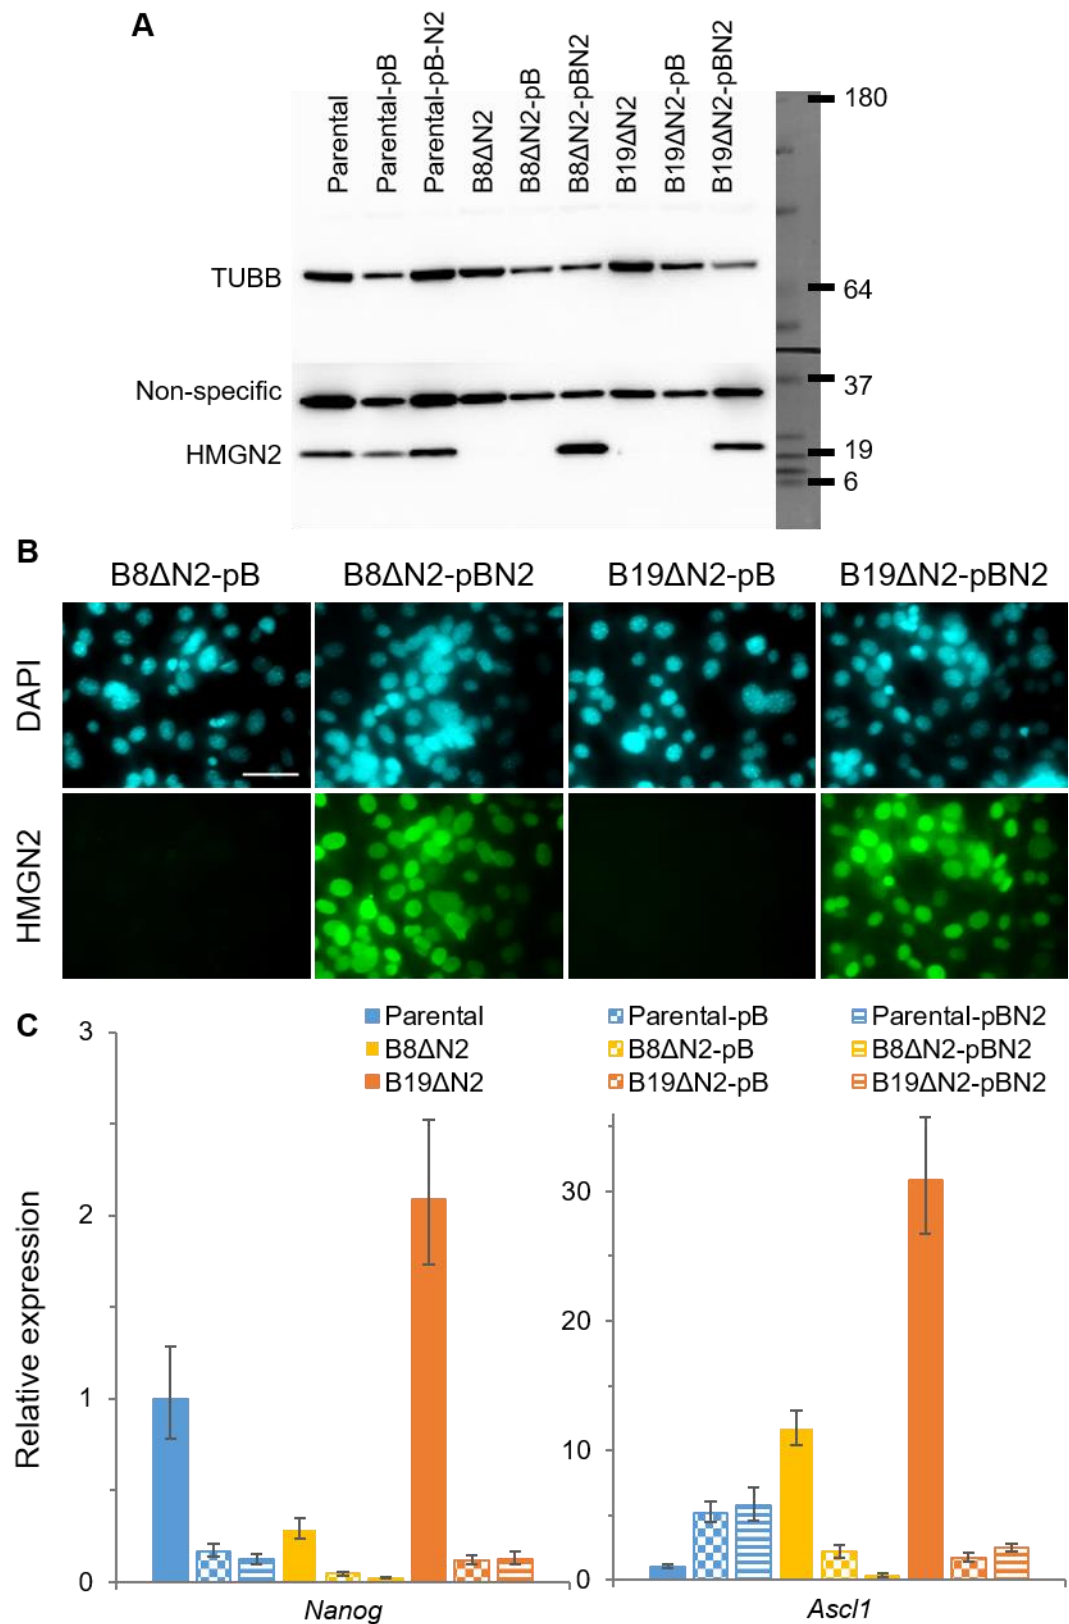 A
Parental
Parental-pB
Parental-pB-N2
B8ΔN2
B8ΔN2-pB
B8ΔN2-pBN2
B19ΔN2
B19ΔN2-pB
B19ΔN2-pBN2
180
TUBB
64
Non-specific
37
HMGN2
19
6
B
B8ΔN2-pB B8ΔN2-pBN2 B19ΔN2-pB B19ΔN2-pBN2
DAPI
HMGN2
C
Parental Parental-pB Parental-pBN2
B8ΔN2 B8ΔN2-pB B8ΔN2-pBN2
B19ΔN2 B19ΔN2-pB B19ΔN2-pBN2
Relative expression
3
2
1
0
Nanog
30
20
10
0
Ascl1